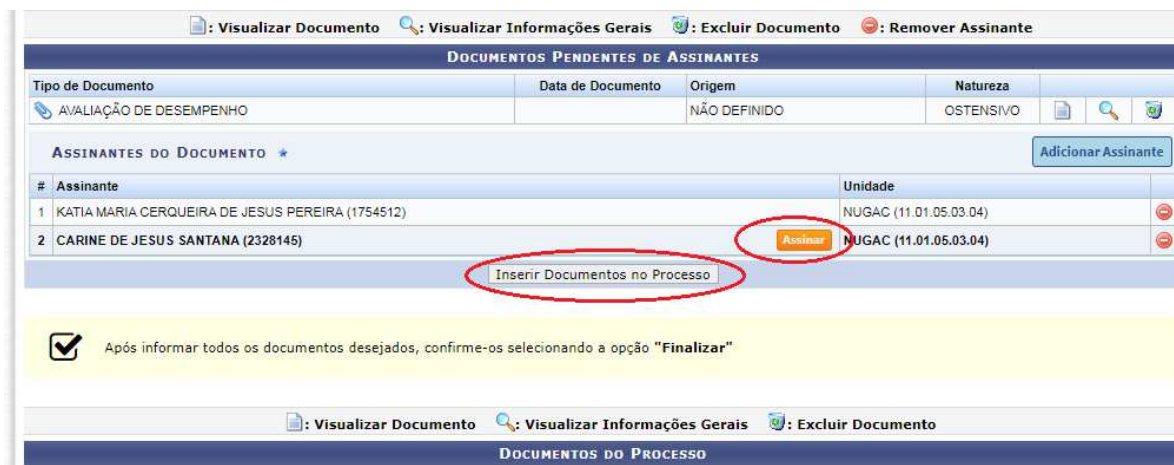 : Visualizar Documento : Visualizar Informações Gerais : Excluir Documento : Remover Assinante
DOCUMENTOS PENDENTES DE ASSINANTES
Tipo de Documento Data de Documento Origem Natureza
AVALIAÇÃO DE DESEMPENHO NÃO DEFINIDO OSTENSIVO
ASSINANTES DO DOCUMENTO Adicionar Assinante
# Assinante Unidade
1 KATIA MARIA CERQUEIRA DE JESUS PEREIRA (1754512) NUGAC (11.01.05.03.04)
2 CARINE DE JESUS SANTANA (2328145) Assinar NUGAC (11.01.05.03.04)
Inserir Documentos no Processo
Após informar todos os documentos desejados, confirme-os selecionando a opção "Finalizar"
: Visualizar Documento : Visualizar Informações Gerais : Excluir Documento
DOCUMENTOS DO PROCESSO